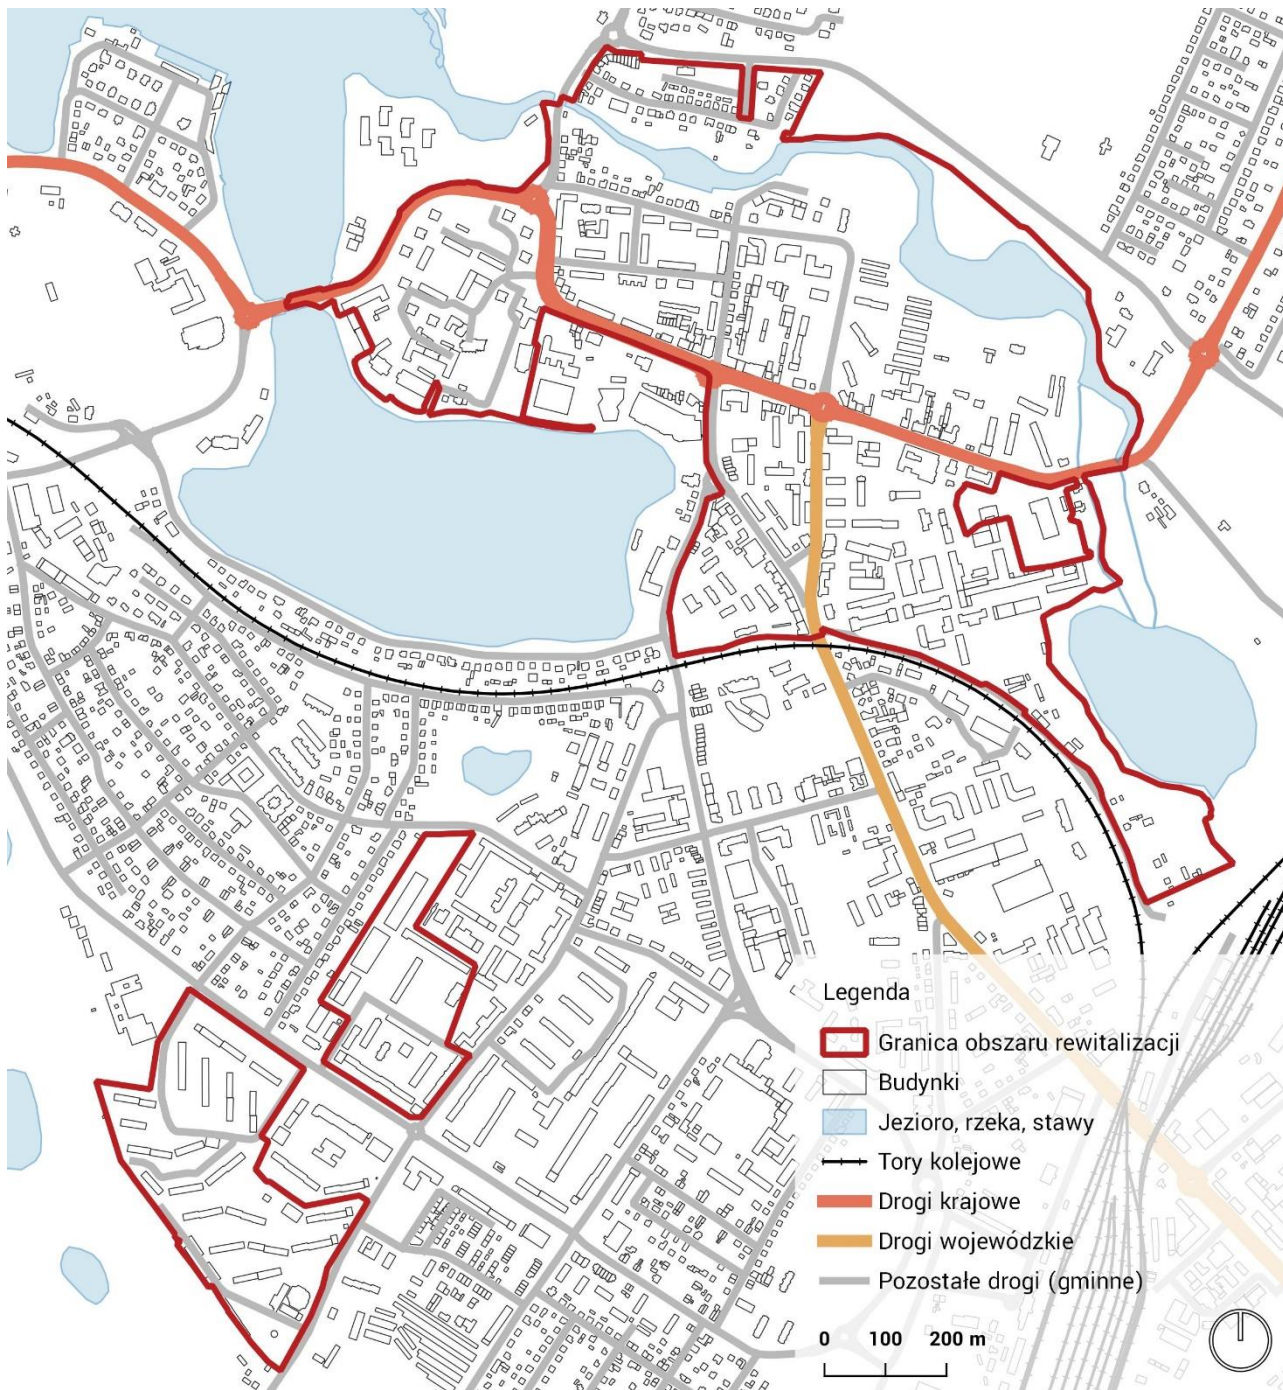 Legenda
Granica obszaru rewitalizacji
Budynki
Jezioro, rzeka, stawy
Tory kolejowe
Drogi krajowe
Drogi wojewódzkie
Pozostałe drogi (gminne)
0 100 200 m